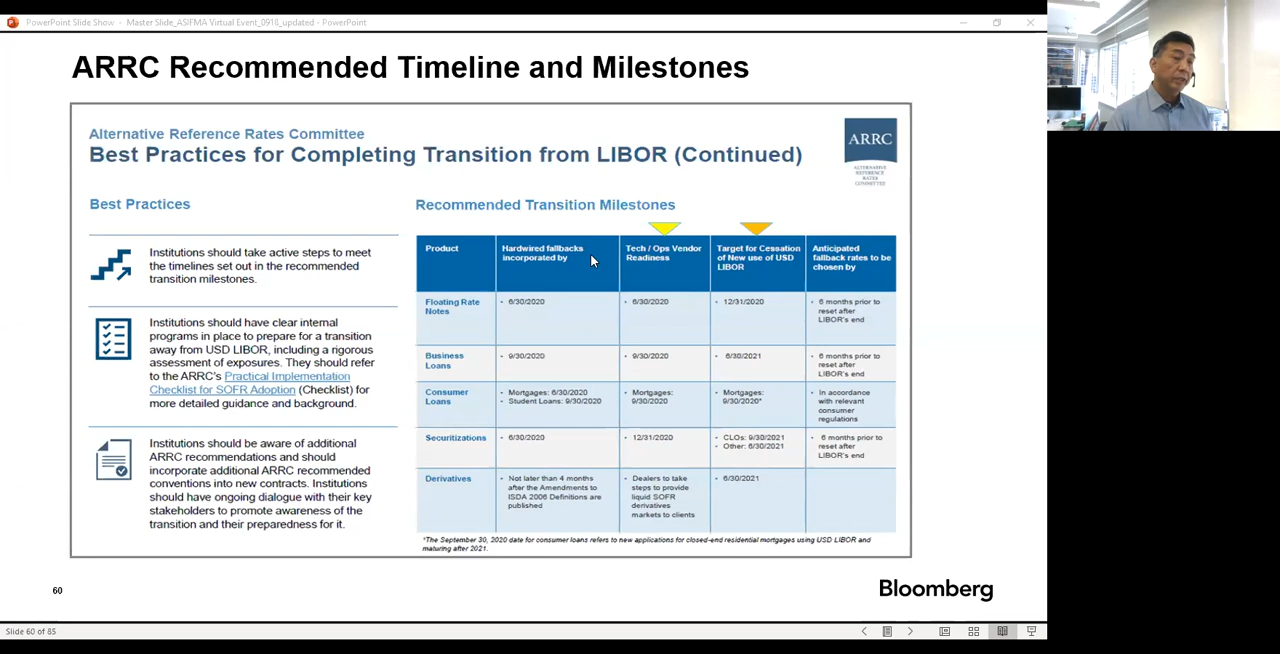 PowerPoint Slide Show - Master Slide_ASIFMA Virtual Event_0918_updated - PowerPoint
ARRC Recommended Timeline and Milestones
Alternative Reference Rates Committee
Best Practices for Completing Transition from LIBOR (Continued)
ARRC
ALTERNATIVE
REFERENCE
RATES
COMMITTEE
Best Practices
Institutions should take active steps to meet
the timelines set out in the recommended
transition milestones.
Institutions should have clear internal
programs in place to prepare for a transition
away from USD LIBOR, including a rigorous
assessment of exposures. They should refer
to the ARRC's Practical Implementation
Checklist for SOFR Adoption (Checklist) for
more detailed guidance and background.
Institutions should be aware of additional
ARRC recommendations and should
incorporate additional ARRC recommended
conventions into new contracts. Institutions
should have ongoing dialogue with their key
stakeholders to promote awareness of the
transition and their preparedness for it.
Recommended Transition Milestones
Product
Hardwired fallbacks
incorporated by
Tech / Ops Vendor
Readiness
Target for Cessation
of New use of USD
LIBOR
Anticipated
fallback rates to be
chosen by
Floating Rate
Notes
• 6/30/2020
• 6/30/2020
• 12/31/2020
• 6 months prior to
reset after
LIBOR's end
Business
Loans
• 9/30/2020
• 9/30/2020
• 6/30/2021
• 6 months prior to
reset after
LIBOR's end
Consumer
Loans
• Mortgages: 6/30/2020
• Student Loans: 9/30/2020
• Mortgages:
9/30/2020
• Mortgages:
9/30/2020*
• In accordance
with relevant
consumer
regulations
Securitizations
• 6/30/2020
• 12/31/2020
• CLOs: 9/30/2021
• Other: 6/30/2021
• 6 months prior to
reset after
LIBOR's end
Derivatives
• Not later than 4 months
after the Amendments to
ISDA 2006 Definitions are
published
• Dealers to take
steps to provide
liquid SOFR
derivatives
markets to clients
• 6/30/2021
*The September 30, 2020 date for consumer loans refers to new applications for closed-end residential mortgages using USD LIBOR and
maturing after 2021.
60
Bloomberg
Slide 60 of 85